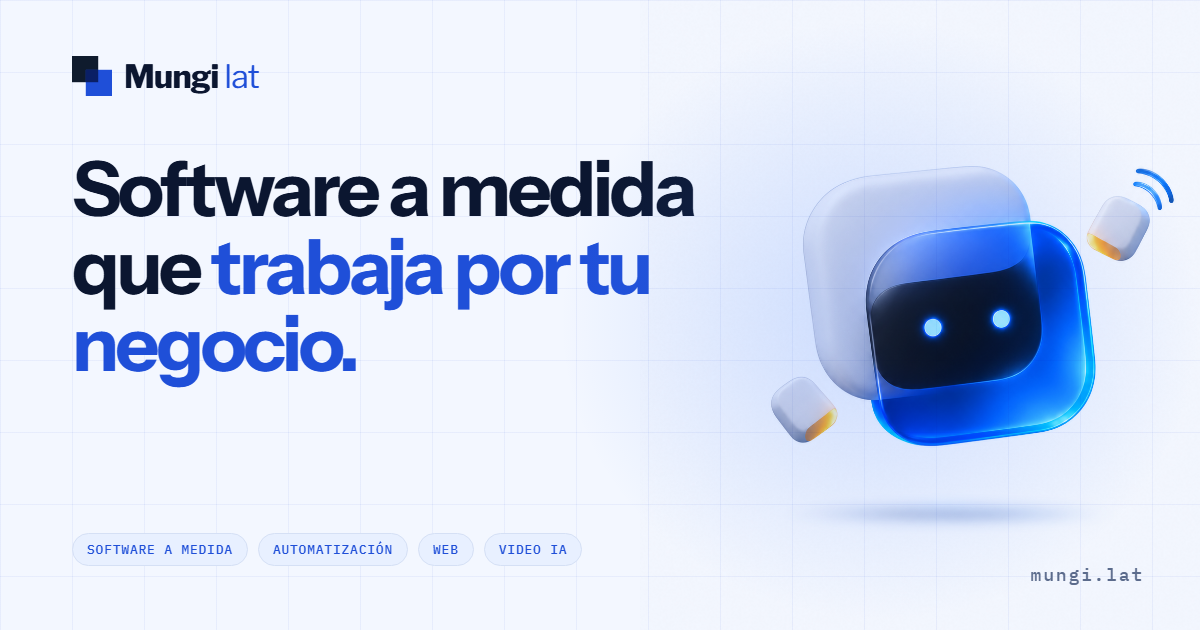 Mungi lat
Software a medida
que trabaja por tu
negocio.
SOFTWARE A MEDIDA
AUTOMATIZACIÓN
WEB
VIDEO IA
mungi.lat